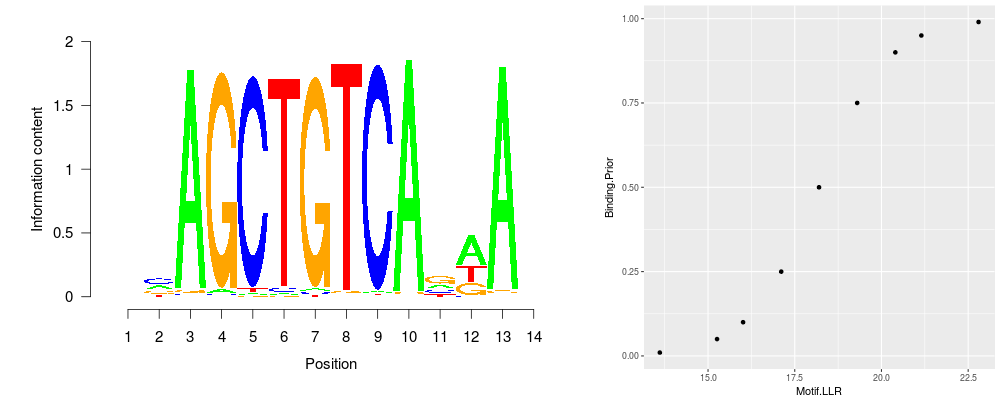 2
1.5
1
0.5
0
Information content
AGCTGTCA A
A
T
G
1 2 3 4 5 6 7 8 9 10 11 12 13 14
Position
1.00
0.75
0.50
0.25
0.00
Binding.Prior
15.0 17.5 20.0 22.5
Motif.LLR